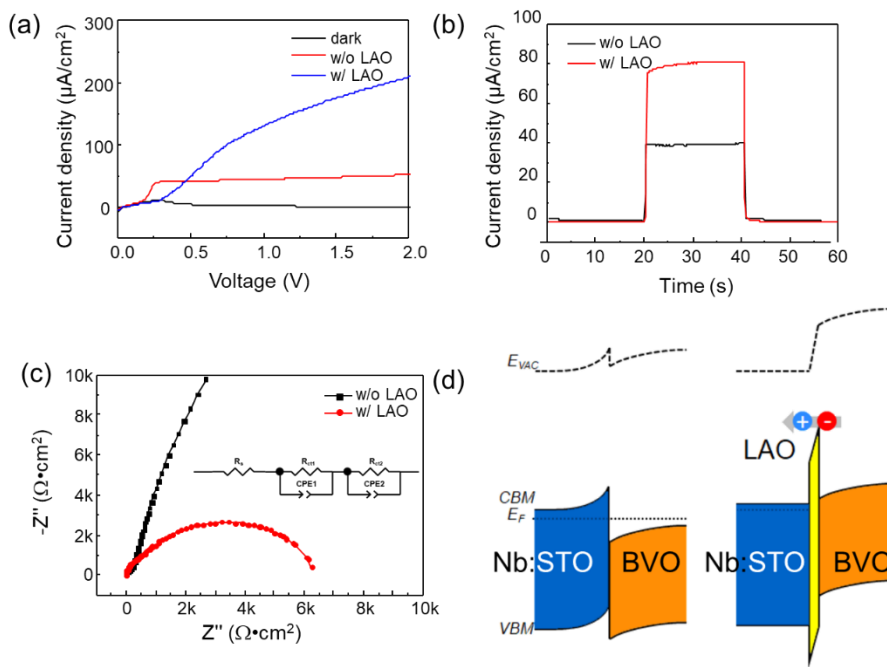 (a)
300
200
100
0
Current density (µA/cm²)
dark
w/o LAO
w/ LAO
0.0 0.5 1.0 1.5 2.0
Voltage (V)
(b)
100
80
60
40
20
0
Current density (µA/cm²)
w/o LAO
w/ LAO
0 10 20 30 40 50 60
Time (s)
(c)
10k
8k
6k
4k
2k
0
-Z'' (Ω•cm²)
w/o LAO
w/ LAO
Rs Rct1 Rct2
CPE1 CPE2
0 2k 4k 6k 8k 10k
Z'' (Ω•cm²)
(d)
EVAC
+ -
LAO
CBM
EF
Nb:STO BVO
Nb:STO BVO
VBM